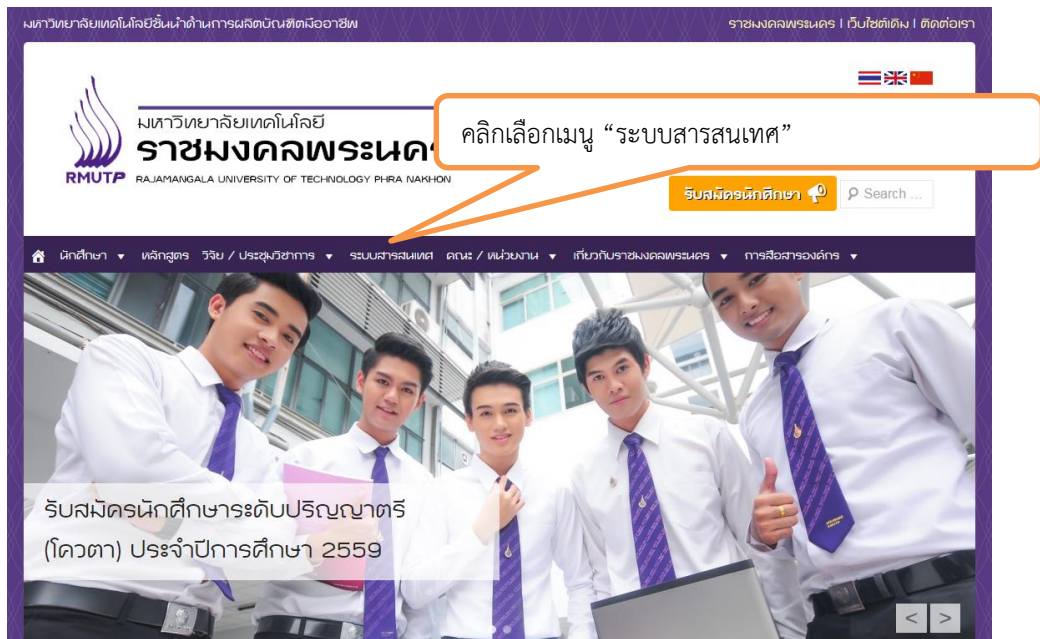 มหาวิทยาลัยเทคโนโลยีชั้นนำด้านการผลิตบัณฑิตมืออาชีพ
ราชมงคลพระนคร | เว็บไซต์เดิม | ติดต่อเรา
มหาวิทยาลัยเทคโนโลยี
ราชมงคลพระนคร
RMUTP
RAJAMANGALA UNIVERSITY OF TECHNOLOGY PHRA NAKHON
คลิกเลือกเมนู “ระบบสารสนเทศ”
รับสมัครนักศึกษา
Search ...
นักศึกษา หลักสูตร วิจัย / ประชุมวิชาการ ระบบสารสนเทศ คณะ / หน่วยงาน เกี่ยวกับราชมงคลพระนคร การสื่อสารองค์กร
รับสมัครนักศึกษาระดับปริญญาตรี
(โควตา) ประจำปีการศึกษา 2559
< >